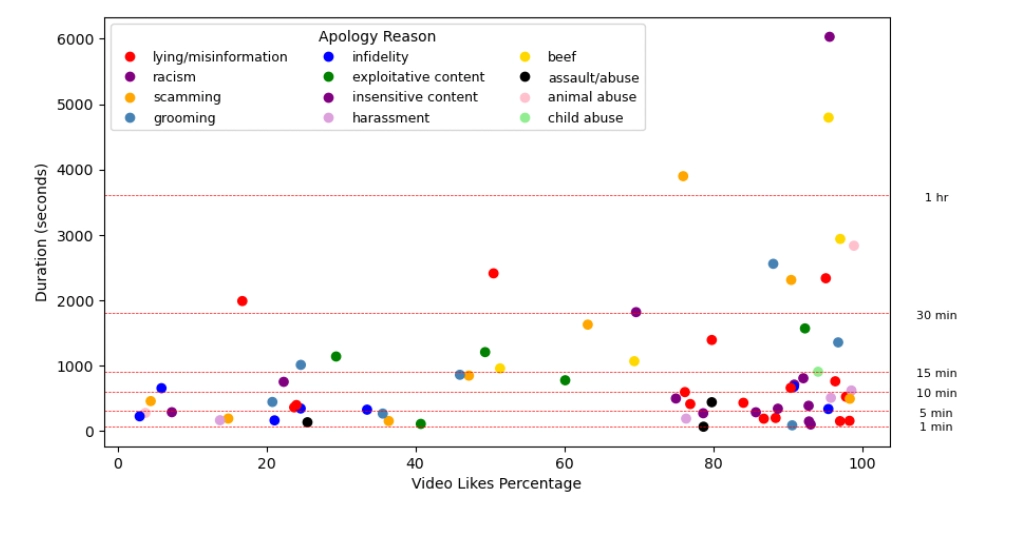 Apology Reason
lying/misinformation
racism
scamming
grooming
infidelity
exploitative content
insensitive content
harassment
beef
assault/abuse
animal abuse
child abuse
6000
5000
4000
3000
2000
1000
0
Duration (seconds)
1 hr
30 min
15 min
10 min
5 min
1 min
0 20 40 60 80 100
Video Likes Percentage